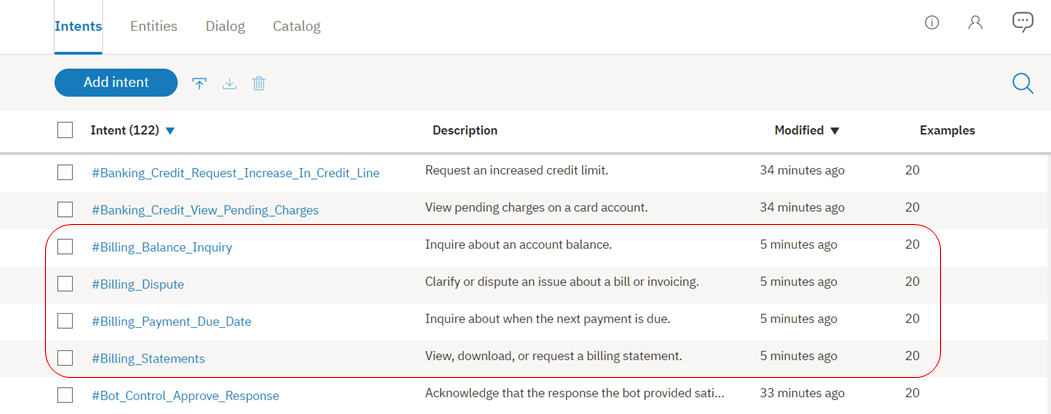 Intents Entities Dialog Catalog
Add intent
Intent (122) Description Modified Examples
#Banking_Credit_Request_Increase_In_Credit_Line Request an increased credit limit. 34 minutes ago 20
#Banking_Credit_View_Pending_Charges View pending charges on a card account. 34 minutes ago 20
#Billing_Balance_Inquiry Inquire about an account balance. 5 minutes ago 20
#Billing_Dispute Clarify or dispute an issue about a bill or invoicing. 5 minutes ago 20
#Billing_Payment_Due_Date Inquire about when the next payment is due. 5 minutes ago 20
#Billing_Statements View, download, or request a billing statement. 5 minutes ago 20
#Bot_Control_Approve_Response Acknowledge that the response the bot provided sati... 33 minutes ago 20